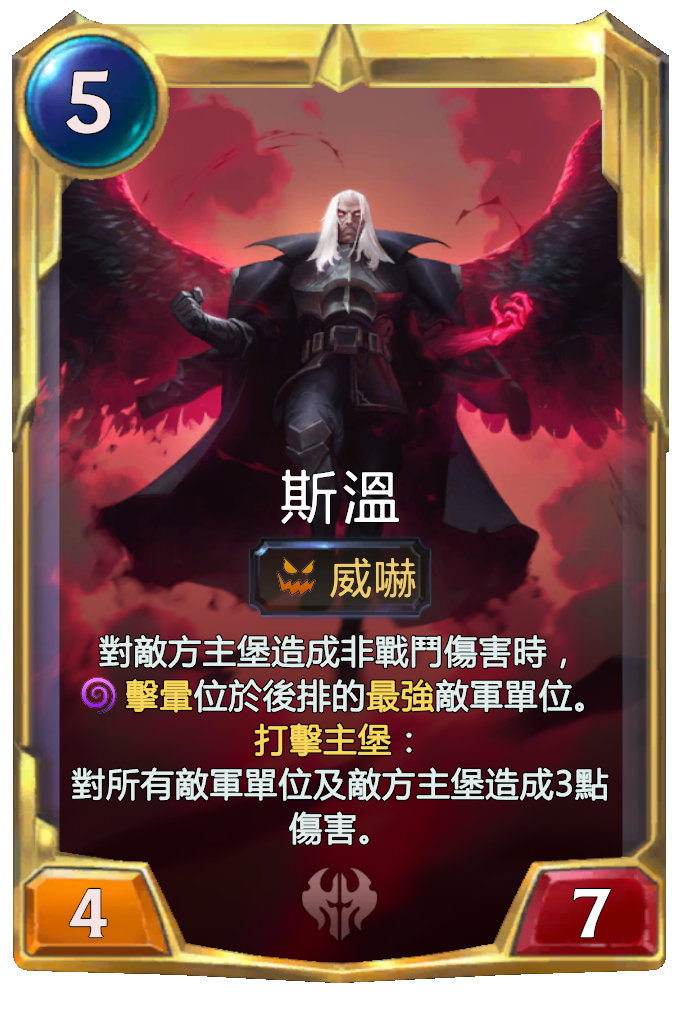 5
斯溫
威嚇
對敵方主堡造成非戰鬥傷害時，
擊暈位於後排的最強敵軍單位。
打擊主堡：
對所有敵軍單位及敵方主堡造成3點
傷害。
4
7